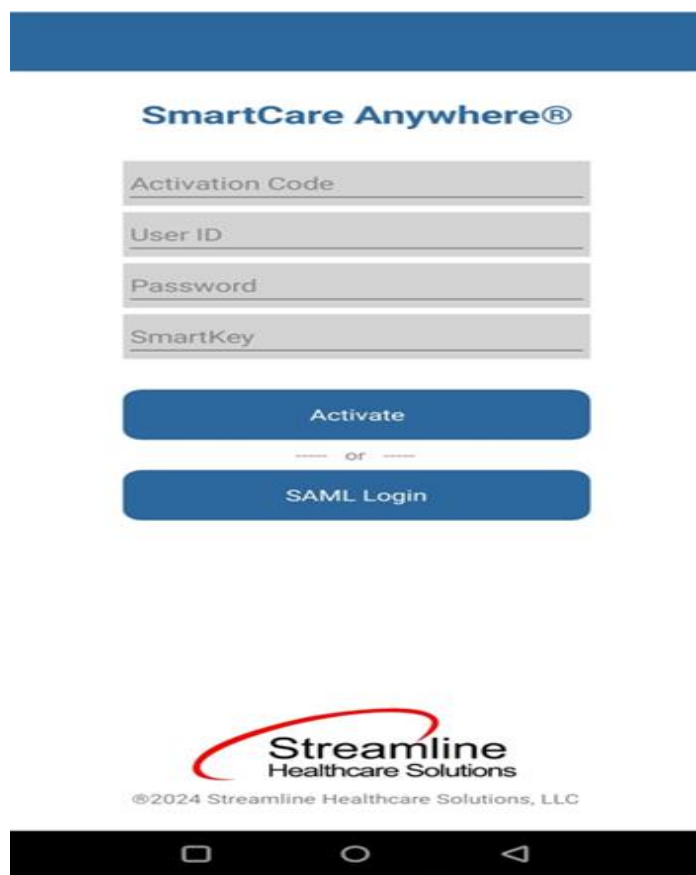 SmartCare Anywhere®
Activation Code
User ID
Password
SmartKey
Activate
----- or -----
SAML Login
Streamline
Healthcare Solutions
®2024 Streamline Healthcare Solutions, LLC